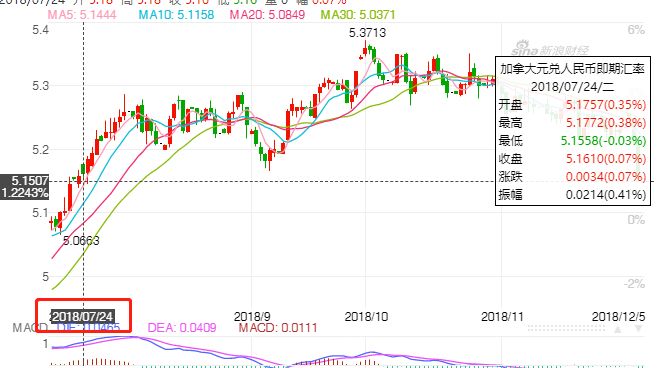 2018/07/24 开 5.18 高 5.18 收 5.16 低 5.16 量 0 幅 0.07%
MA5: 5.1444 MA10: 5.1158 MA20: 5.0849 MA30: 5.0371
5.4
5.3713
6%
sina新浪财经
加拿大元兑人民币即期汇率
2018/07/24/二
开盘 5.1757(0.35%)
最高 5.1772(0.38%)
最低 5.1558(-0.03%)
收盘 5.1610(0.07%)
涨跌 0.0034(0.07%)
振幅 0.0214(0.41%)
5.3
5.2
5.1507
1.2243%
5.1
0%
5.0663
5
-2%
2018/07/24 2018/9 2018/10 2018/11 2018/12/5
MACD DIF: 0.0465 DEA: 0.0409 MACD: 0.0111
1